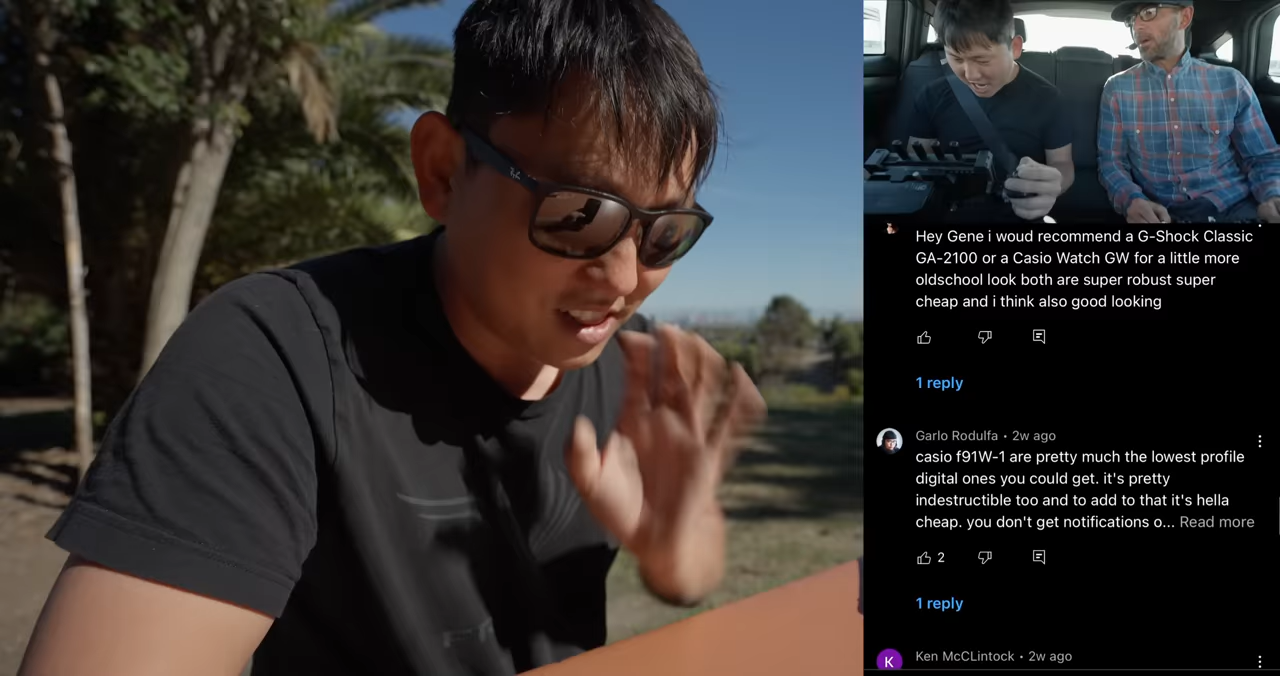 Ray-Ban
Hey Gene i woud recommend a G-Shock Classic
GA-2100 or a Casio Watch GW for a little more
oldschool look both are super robust super
cheap and i think also good looking
1 reply
Garlo Rodulfa • 2w ago
casio f91W-1 are pretty much the lowest profile
digital ones you could get. it's pretty
indestructible too and to add to that it's hella
cheap. you don't get notifications o... Read more
2
1 reply
K
Ken McCLintock • 2w ago